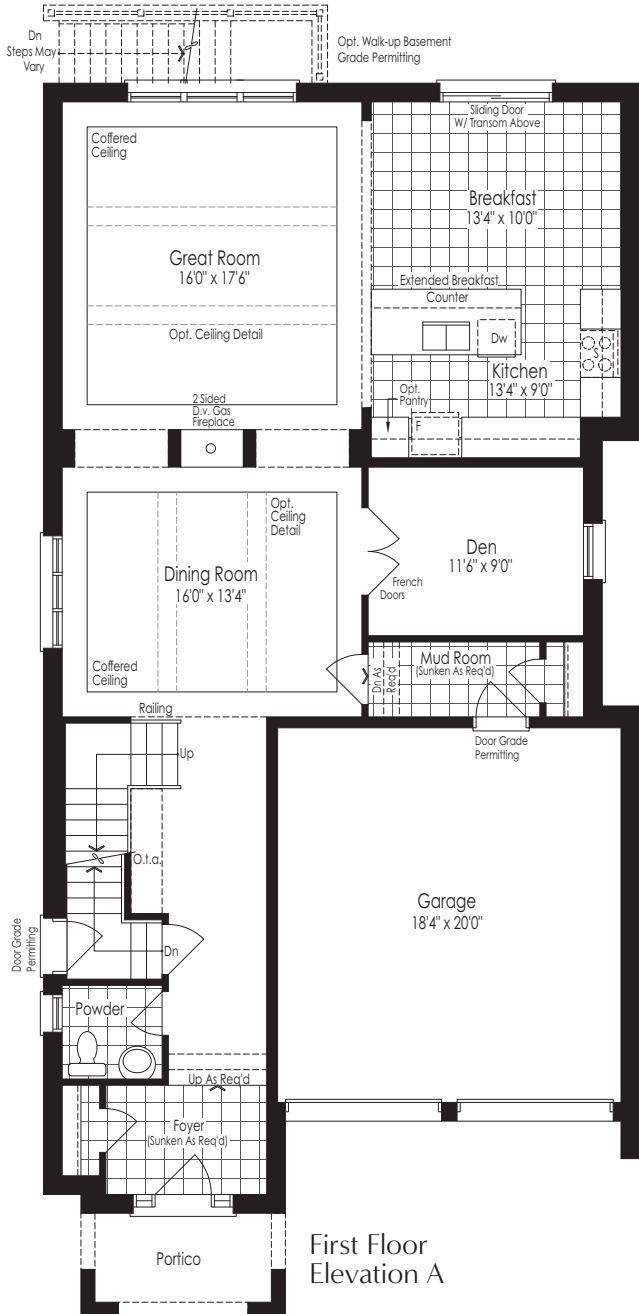 Dn
Steps May
Vary
Opt. Walk-up Basement
Grade Permitting
Sliding Door
W/ Transom Above
Coffered
Ceiling
Breakfast
13'4" x 10'0"
Great Room
16'0" x 17'6"
Extended Breakfast
Counter
Opt. Ceiling Detail
Dw
S
Kitchen
13'4" x 9'0"
Opt.
Pantry
F
2 Sided
D.v. Gas
Fireplace
Opt.
Ceiling
Detail
Den
11'6" x 9'0"
Dining Room
16'0" x 13'4"
French
Doors
Coffered
Ceiling
Dn As
Req'd
Mud Room
(Sunken As Req'd)
Railing
Door Grade
Permitting
Up
O.t.a.
Garage
18'4" x 20'0"
Door Grade
Permitting
Dn
Powder
Up As Req'd
Foyer
(Sunken As Req'd)
Portico
First Floor
Elevation A